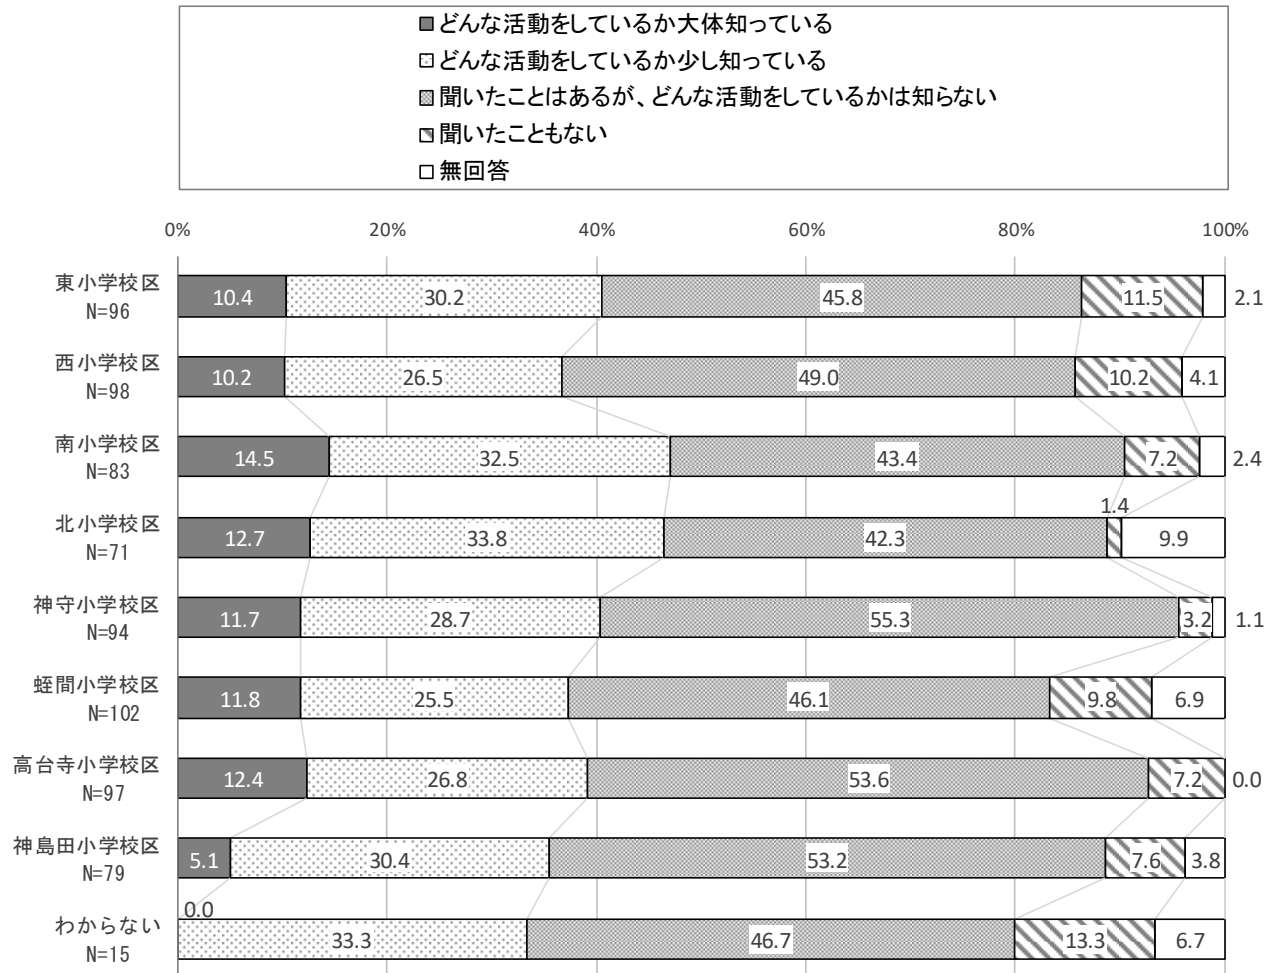 どんな活動をしているか大体知っている
どんな活動をしているか少し知っている
聞いたことはあるが、どんな活動をしているかは知らない
聞いたこともない
無回答
0% 20% 40% 60% 80% 100%
東小学校区
N=96
10.4 30.2 45.8 11.5 2.1
西小学校区
N=98
10.2 26.5 49.0 10.2 4.1
南小学校区
N=83
14.5 32.5 43.4 7.2 2.4
北小学校区
N=71
12.7 33.8 42.3 1.4 9.9
神守小学校区
N=94
11.7 28.7 55.3 3.2 1.1
蛭間小学校区
N=102
11.8 25.5 46.1 9.8 6.9
高台寺小学校区
N=97
12.4 26.8 53.6 7.2 0.0
神島田小学校区
N=79
5.1 30.4 53.2 7.6 3.8
わからない
N=15
0.0 33.3 46.7 13.3 6.7